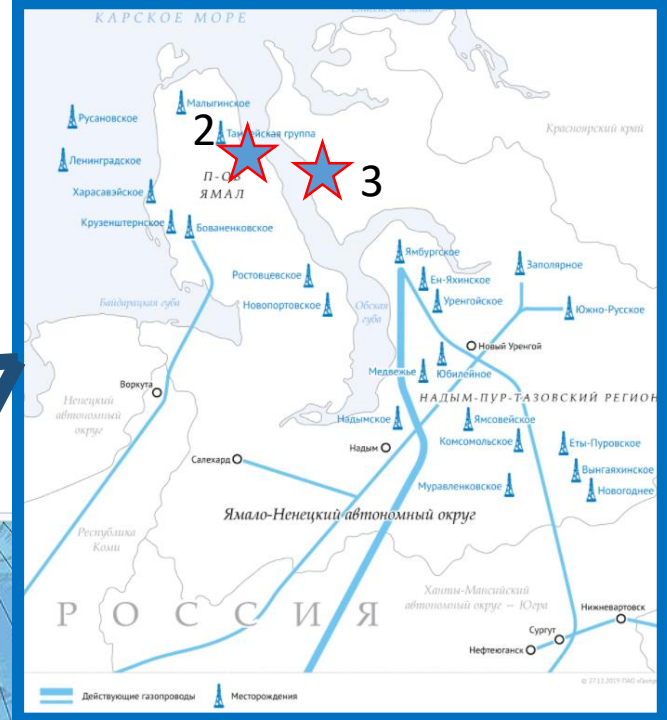 КАРСКОЕ МОРЕ
Малыгинское
Русановское
2
Красноярский край
Ленинградское
П-ОВ
ЯМАЛ
3
Харасавэйское
Крузенштернское
Бованенковское
Ямбургское
Заполярное
Ен-Яхинское
Ростовцевское
Уренгойское
Байдарацкая губа
Новопортовское
Обская
губа
Южно-Русское
Новый Уренгой
Медвежье
Юбилейное
Воркута
НАДЫМ-ПУР-ТАЗОВСКИЙ РЕГИОН
Ненецкий
автономный
округ
Надымское
Ямсовейское
Надым
Комсомольское
Еты-Пуровское
Салехард
Вынгаяхинское
Муравленковское
Новогоднее
Ямало-Ненецкий автономный округ
Республика
Коми
Ханты-Мансийский
автономный округ — Югра
РОССИЯ
Нижневартовск
Сургут
Нефтеюганск
Действующие газопроводы
Месторождения